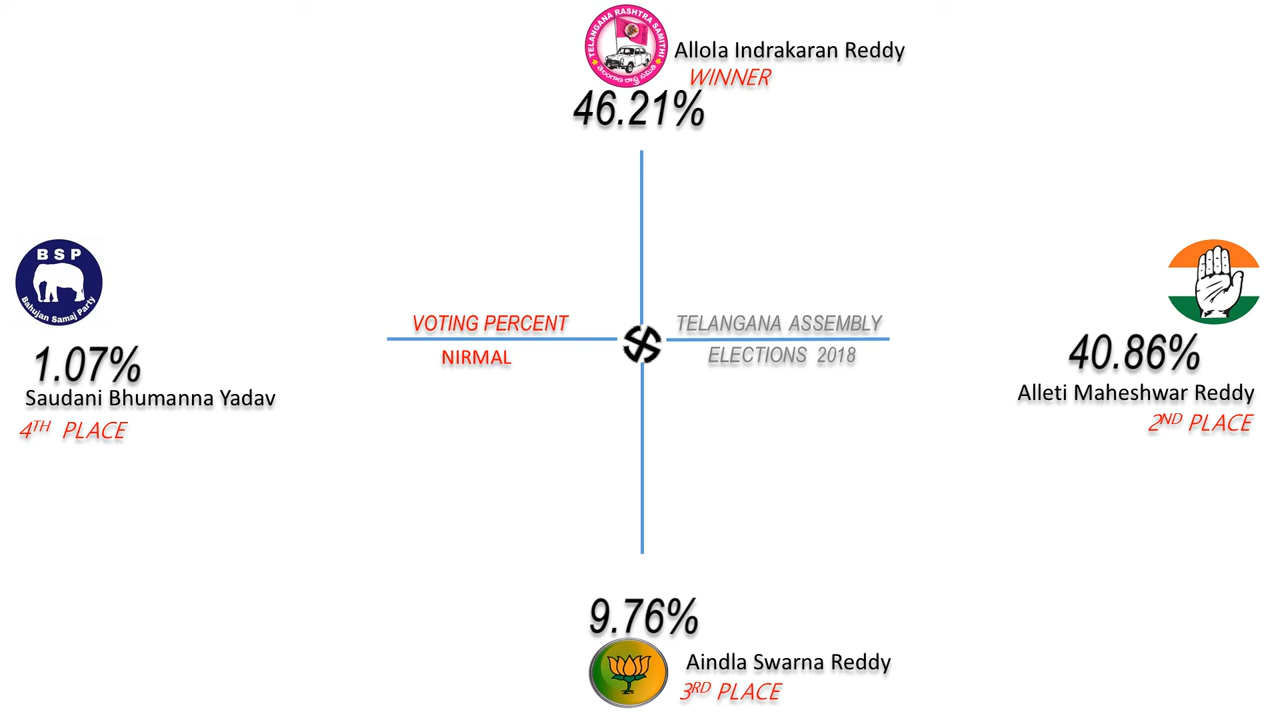 TELANGANA RASHTRA SAMITHI
తెలంగాణ రాష్ట్ర సమితి
Allola Indrakaran Reddy
WINNER
46.21%
BSP
Bahujan Samaj Party
1.07%
Saudani Bhumanna Yadav
4TH PLACE
VOTING PERCENT
NIRMAL
TELANGANA ASSEMBLY
ELECTIONS 2018
40.86%
Alleti Maheshwar Reddy
2ND PLACE
9.76%
Aindla Swarna Reddy
3RD PLACE